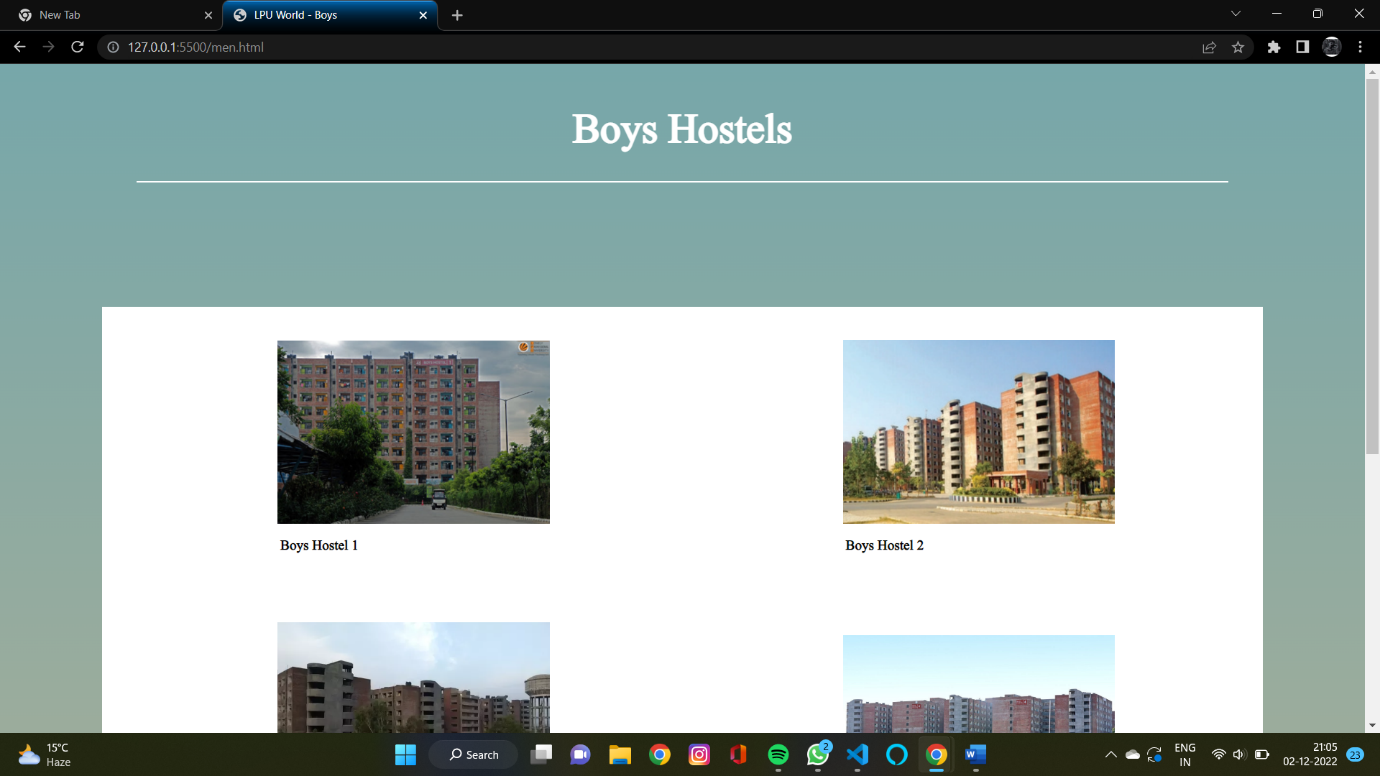 New Tab
LPU World - Boys
127.0.0.1:5500/men.html
Boys Hostels
Boys Hostel 1
Boys Hostel 2
15°C
Haze
Search
2
ENG
IN
21:05
02-12-2022
23